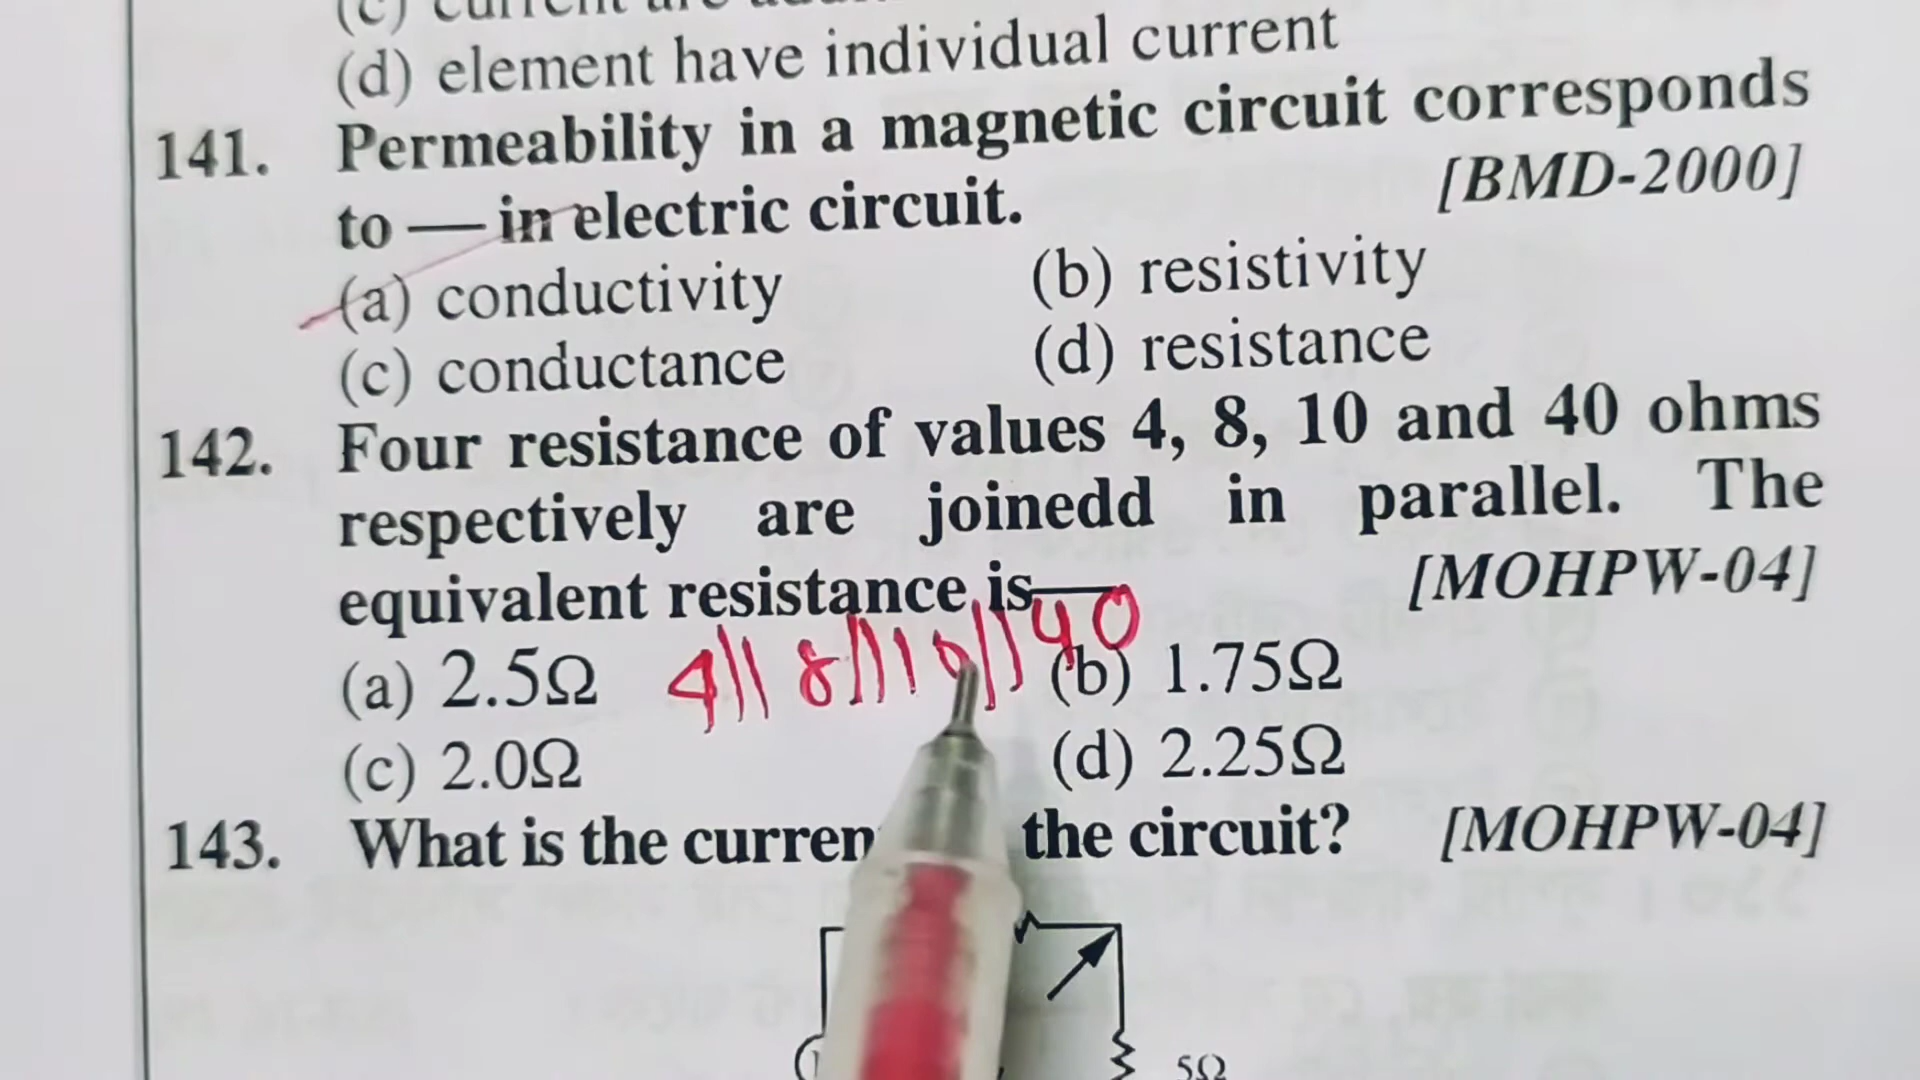 (c) current are
(d) element have individual current
141. Permeability in a magnetic circuit corresponds
to — in electric circuit. [BMD-2000]
(a) conductivity (b) resistivity
(c) conductance (d) resistance
142. Four resistance of values 4, 8, 10 and 40 ohms
respectively are joinedd in parallel. The
equivalent resistance is— [MOHPW-04]
4||8||10||40
(a) 2.5Ω (b) 1.75Ω
(c) 2.0Ω (d) 2.25Ω
143. What is the the circuit? [MOHPW-04]
5Ω